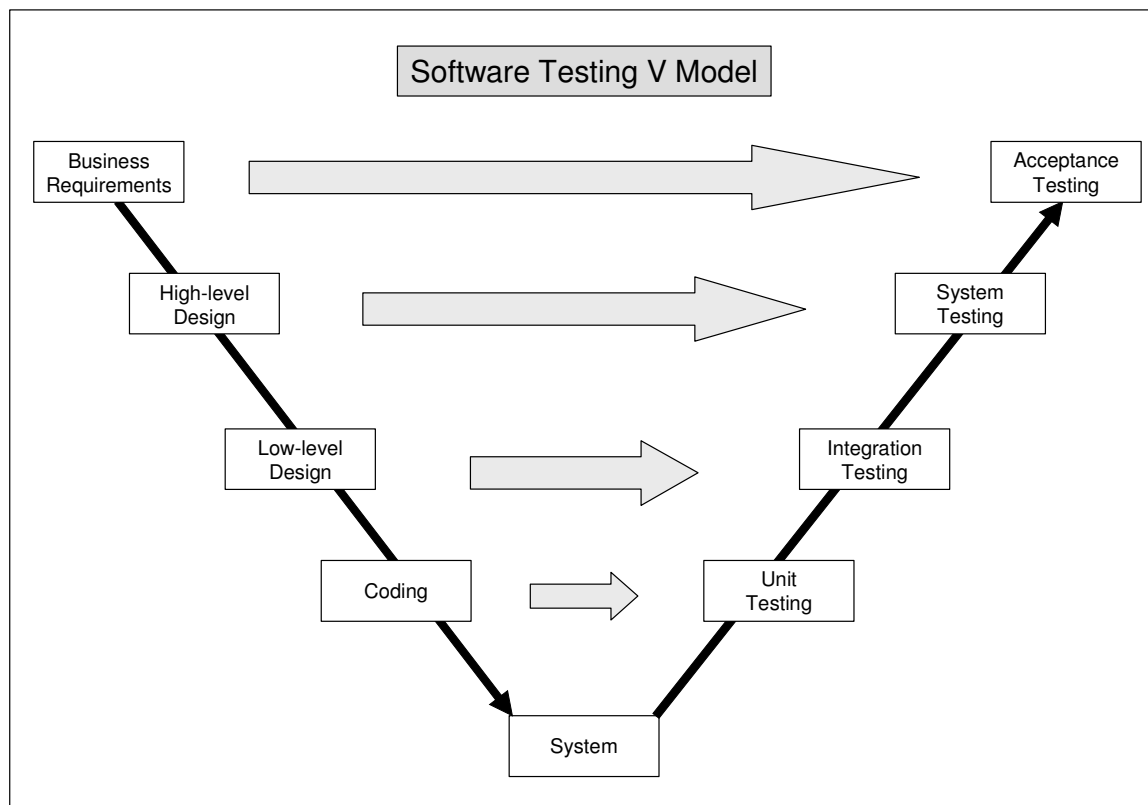 Software Testing V Model
Business
Requirements
Acceptance
Testing
High-level
Design
System
Testing
Low-level
Design
Integration
Testing
Coding
Unit
Testing
System